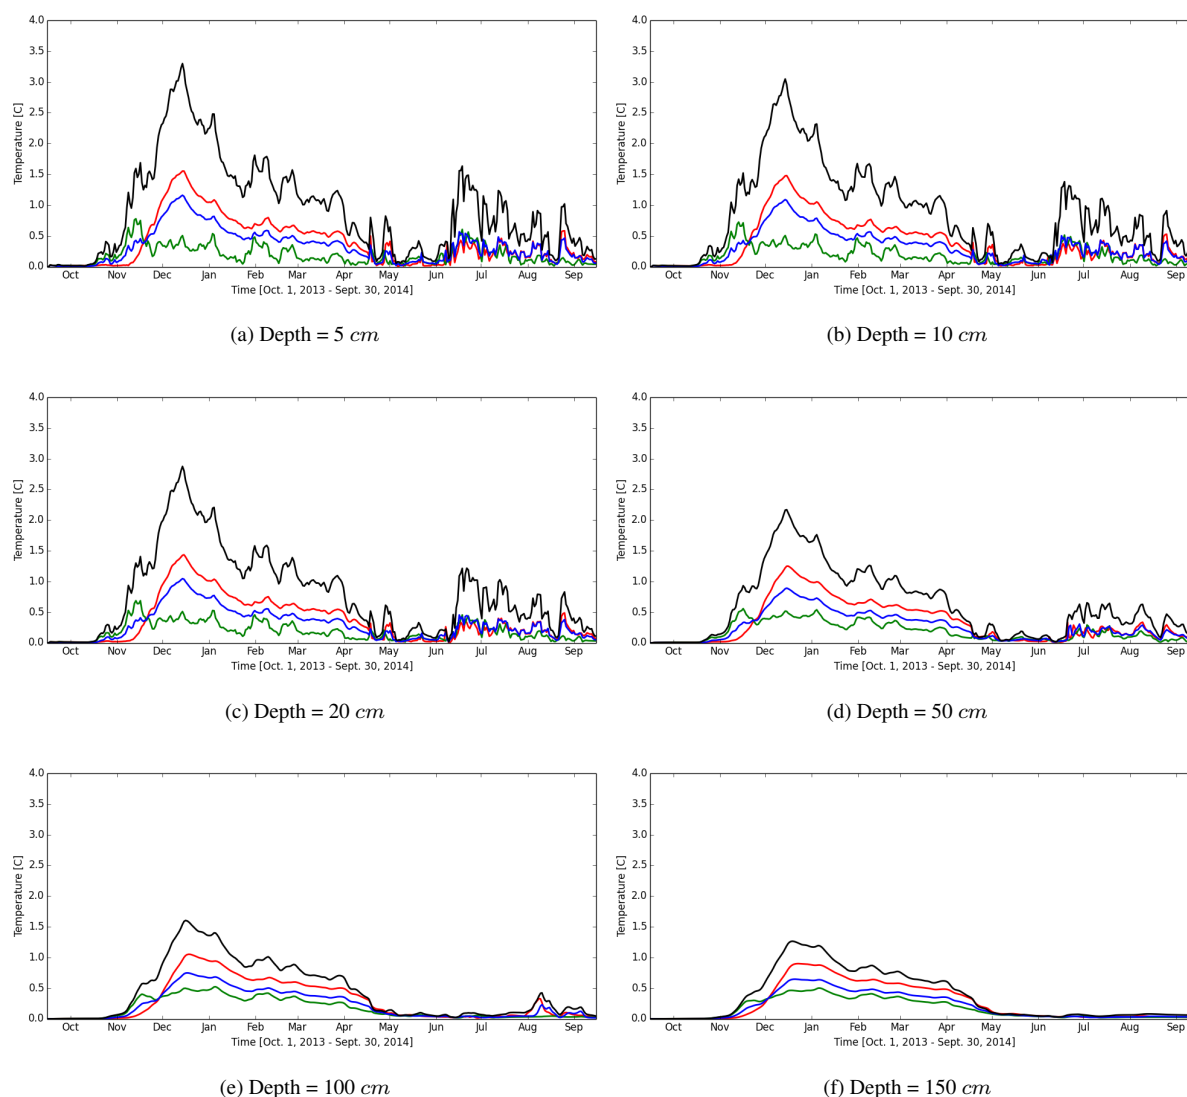 4.0
3.5
3.0
2.5
2.0
1.5
1.0
0.5
0.0
Temperature [C]
Oct Nov Dec Jan Feb Mar Apr May Jun Jul Aug Sep
Time [Oct. 1, 2013 - Sept. 30, 2014]
(a) Depth = 5 cm
4.0
3.5
3.0
2.5
2.0
1.5
1.0
0.5
0.0
Temperature [C]
Oct Nov Dec Jan Feb Mar Apr May Jun Jul Aug Sep
Time [Oct. 1, 2013 - Sept. 30, 2014]
(b) Depth = 10 cm
4.0
3.5
3.0
2.5
2.0
1.5
1.0
0.5
0.0
Temperature [C]
Oct Nov Dec Jan Feb Mar Apr May Jun Jul Aug Sep
Time [Oct. 1, 2013 - Sept. 30, 2014]
(c) Depth = 20 cm
4.0
3.5
3.0
2.5
2.0
1.5
1.0
0.5
0.0
Temperature [C]
Oct Nov Dec Jan Feb Mar Apr May Jun Jul Aug Sep
Time [Oct. 1, 2013 - Sept. 30, 2014]
(d) Depth = 50 cm
4.0
3.5
3.0
2.5
2.0
1.5
1.0
0.5
0.0
Temperature [C]
Oct Nov Dec Jan Feb Mar Apr May Jun Jul Aug Sep
Time [Oct. 1, 2013 - Sept. 30, 2014]
(e) Depth = 100 cm
4.0
3.5
3.0
2.5
2.0
1.5
1.0
0.5
0.0
Temperature [C]
Oct Nov Dec Jan Feb Mar Apr May Jun Jul Aug Sep
Time [Oct. 1, 2013 - Sept. 30, 2014]
(f) Depth = 150 cm